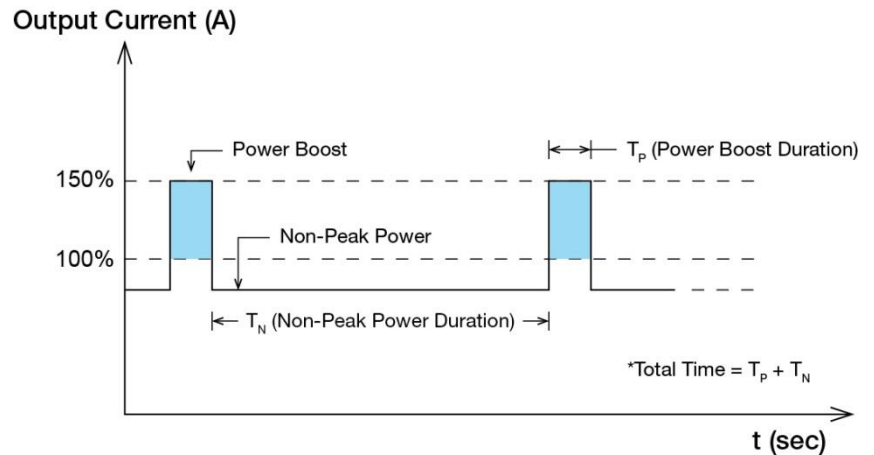 Output Current (A)
Power Boost
T_P (Power Boost Duration)
150%
Non-Peak Power
100%
T_N (Non-Peak Power Duration)
*Total Time = T_P + T_N
t (sec)